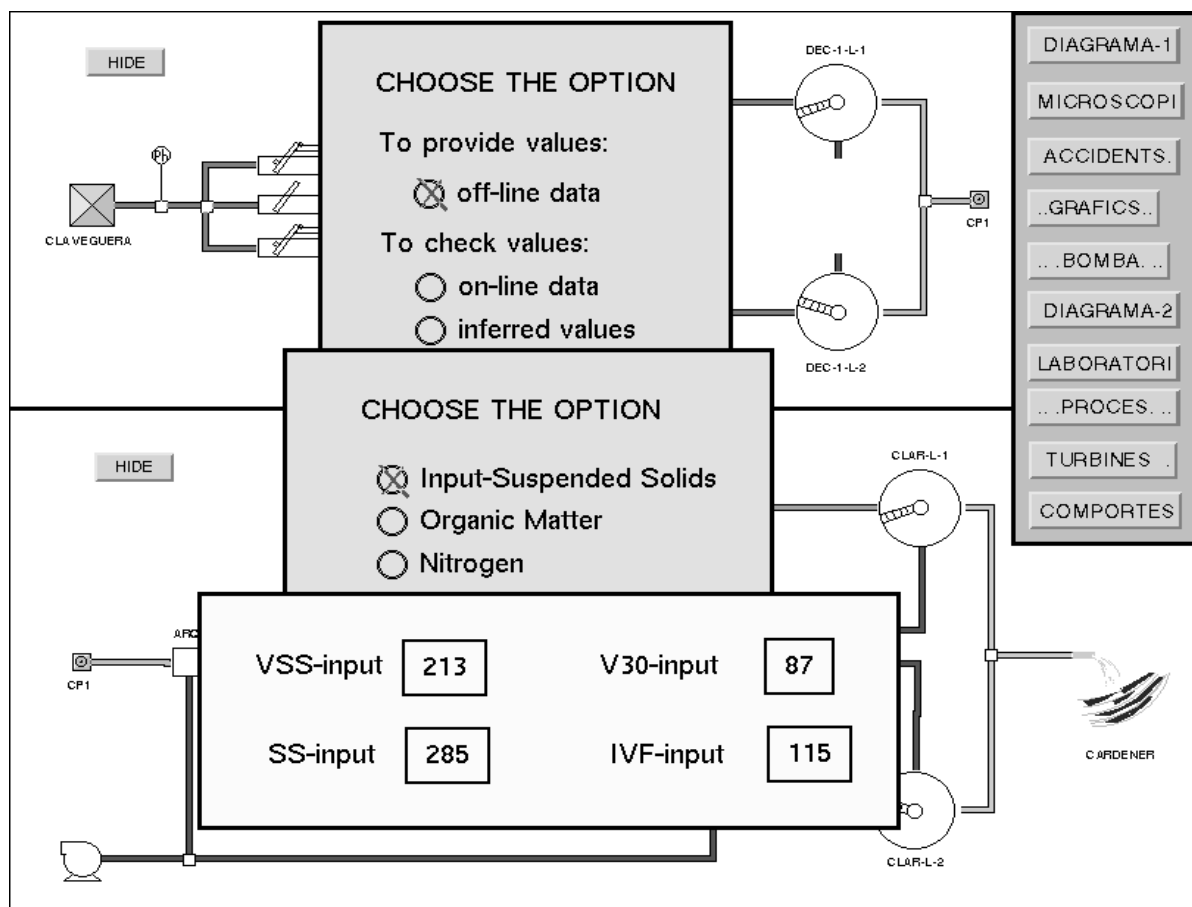 HIDE
Ph
CLAVEGUERA
CHOOSE THE OPTION
To provide values:
off-line data
To check values:
on-line data
inferred values
DEC-1-L-1
DEC-1-L-2
CP1
DIAGRAMA-1
MICROSCOPI
ACCIDENTS.
..GRAFICS..
...BOMBA...
DIAGRAMA-2
LABORATORI
...PROCES...
TURBINES .
COMPORTES
HIDE
CHOOSE THE OPTION
Input-Suspended Solids
Organic Matter
Nitrogen
CLAR-L-1
CP1
VSS-input 213 V30-input 87
SS-input 285 IVF-input 115
CARDENER
CLAR-L-2